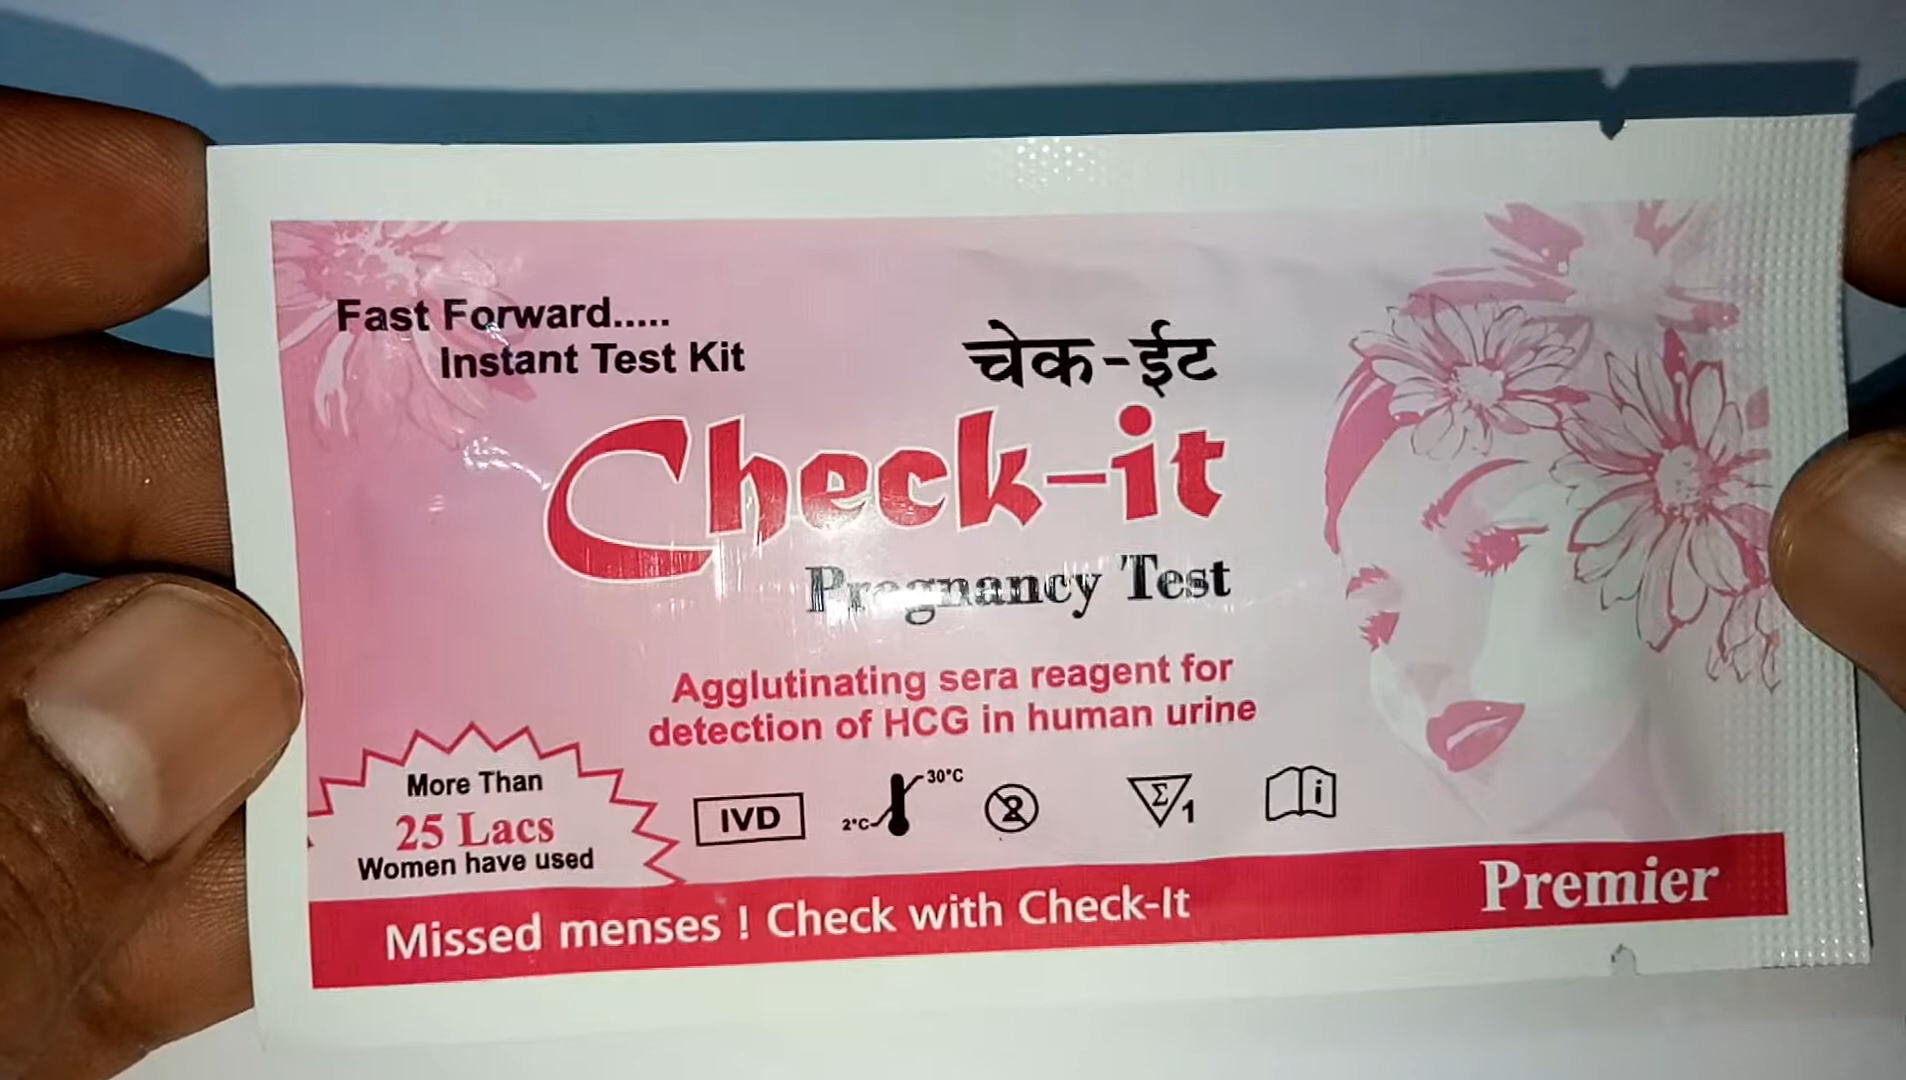 Fast Forward.....
Instant Test Kit
चेक-ईट
Check-it
Pregnancy Test
Agglutinating sera reagent for
detection of HCG in human urine
More Than
25 Lacs
Women have used
IVD
2°C
30°C
2
Σ
1
i
Missed menses ! Check with Check-It
Premier